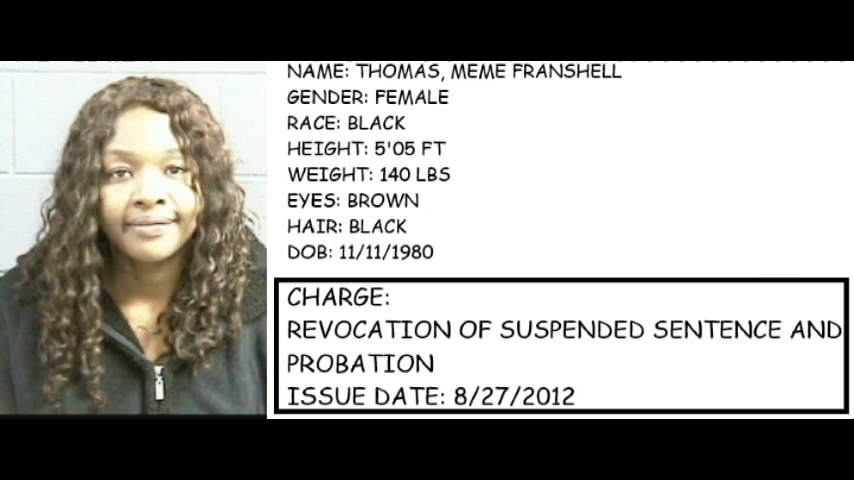 NAME: THOMAS, MEME FRANSHELL
GENDER: FEMALE
RACE: BLACK
HEIGHT: 5'05 FT
WEIGHT: 140 LBS
EYES: BROWN
HAIR: BLACK
DOB: 11/11/1980
CHARGE:
REVOCATION OF SUSPENDED SENTENCE AND
PROBATION
ISSUE DATE: 8/27/2012